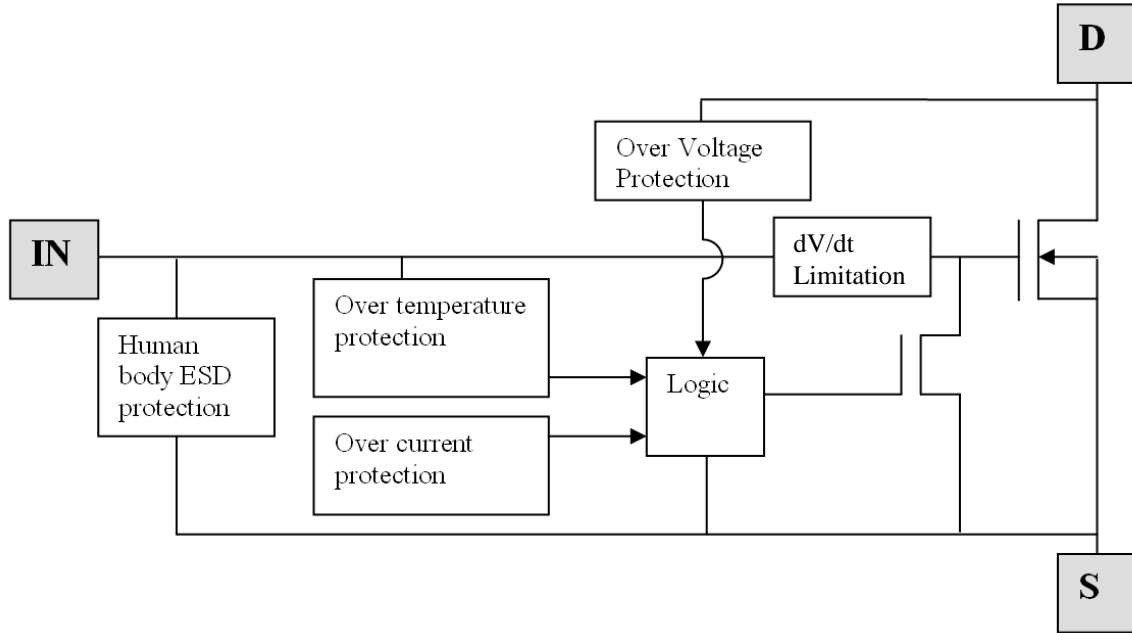 D
Over Voltage
Protection
IN
dV/dt
Limitation
Over temperature
protection
Human
body ESD
protection
Logic
Over current
protection
S